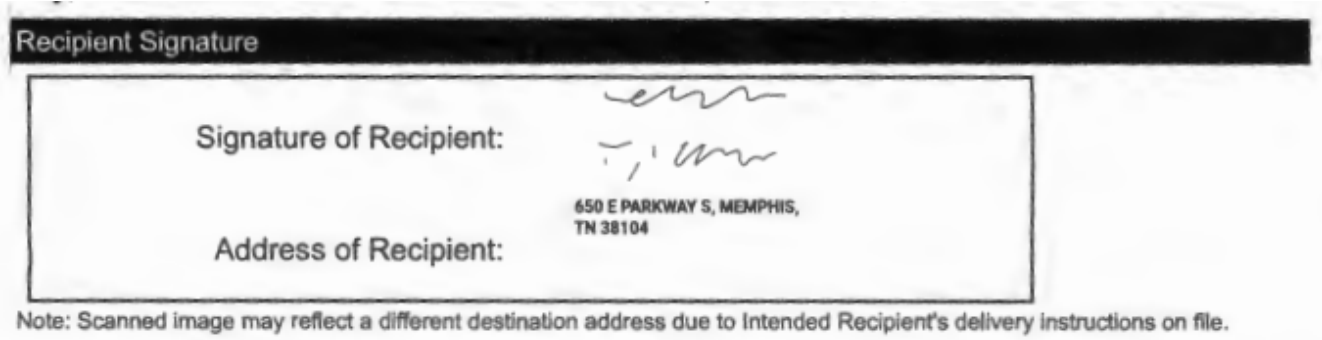 Recipient Signature
Signature of Recipient:
650 E PARKWAY S, MEMPHIS,
TN 38104
Address of Recipient:
Note: Scanned image may reflect a different destination address due to Intended Recipient's delivery instructions on file.